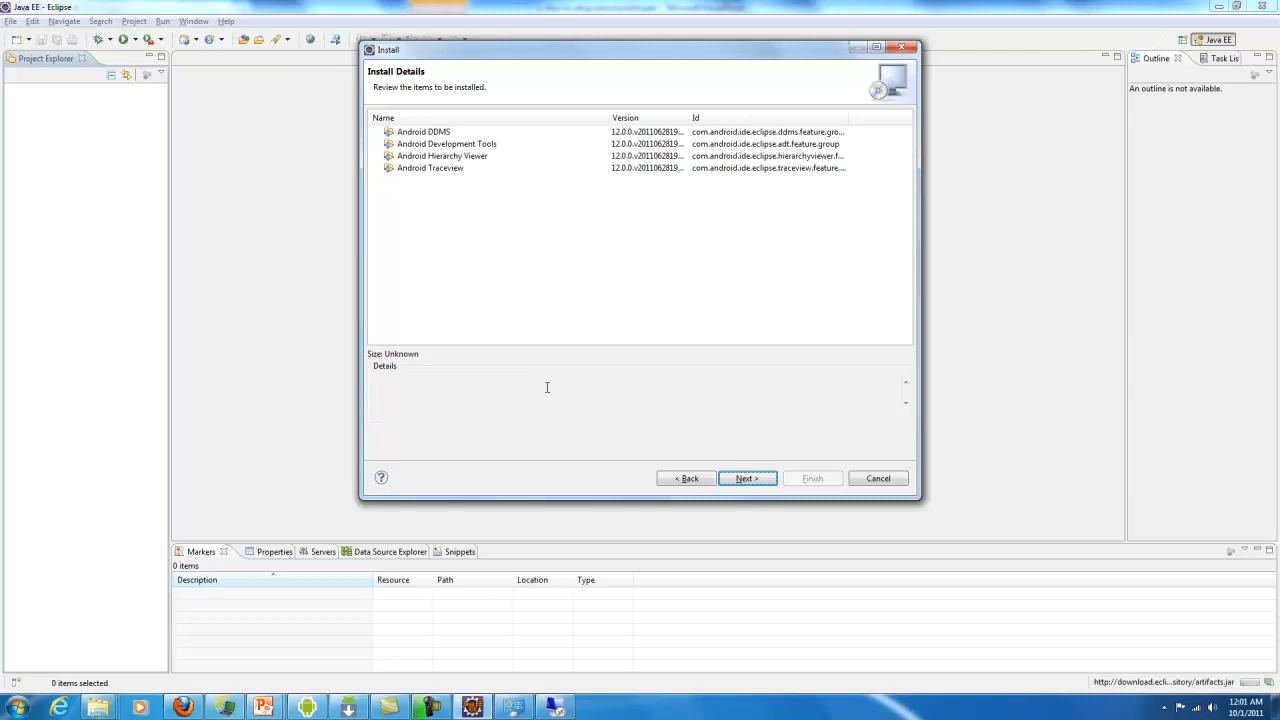 Java EE - Eclipse
File Edit Navigate Search Project Run Window Help
Java EE
Project Explorer
Outline Task Lis
An outline is not available.
Install
Install Details
Review the items to be installed.
Name Version Id
Android DDMS 12.0.0.v2011062819... com.android.ide.eclipse.ddms.feature.gro...
Android Development Tools 12.0.0.v2011062819... com.android.ide.eclipse.adt.feature.group
Android Hierarchy Viewer 12.0.0.v2011062819... com.android.ide.eclipse.hierarchyviewer.f...
Android Traceview 12.0.0.v2011062819... com.android.ide.eclipse.traceview.feature....
Size: Unknown
Details
< Back Next > Finish Cancel
Markers Properties Servers Data Source Explorer Snippets
0 items
Description Resource Path Location Type
0 items selected
http://download.ecli...sitory/artifacts.jar
12:01 AM
10/1/2011